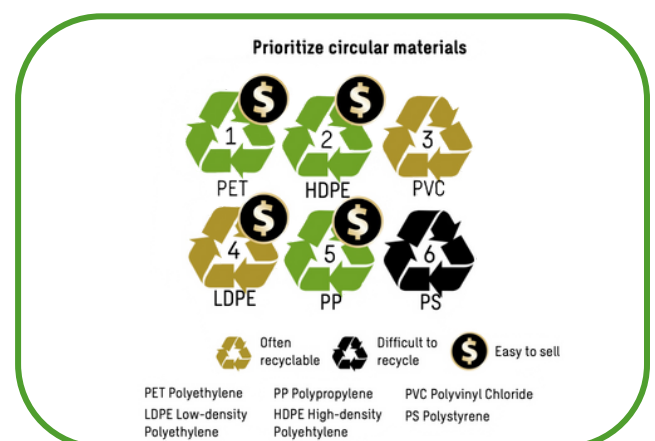 Prioritize circular materials
$ $
1 2 3
PET HDPE PVC
$ $
4 5 6
LDPE PP PS
Often
recyclable
Difficult to
recycle
$
Easy to sell
PET Polyethylene
LDPE Low-density
Polyethylene
PP Polypropylene
HDPE High-density
Polyehtylene
PVC Polyvinyl Chloride
PS Polystyrene